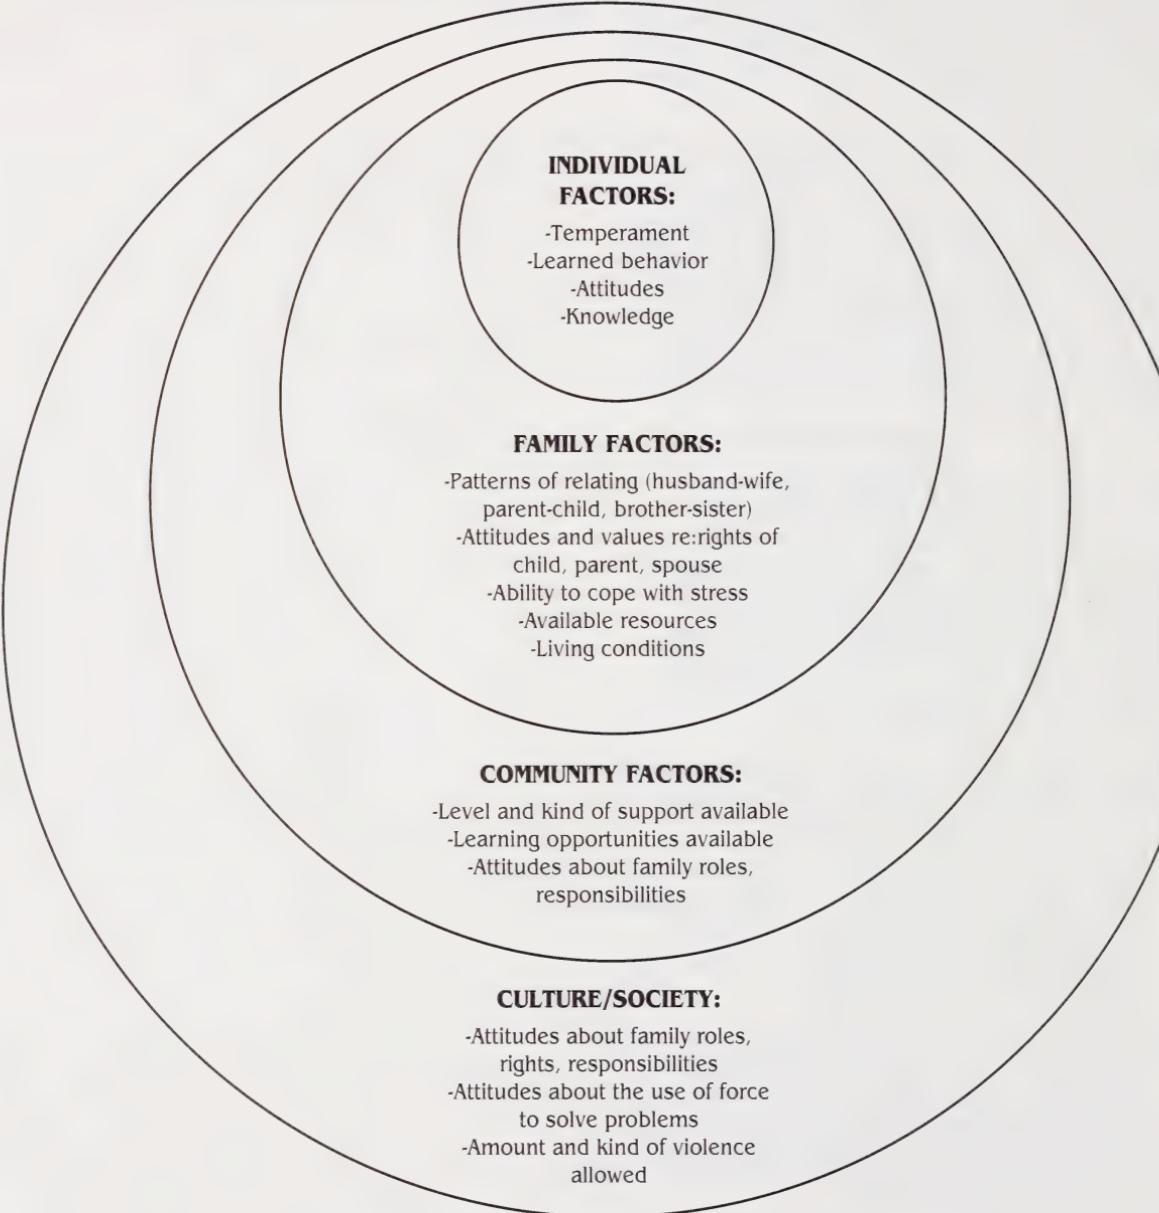 INDIVIDUAL
FACTORS:
-Temperament
-Learned behavior
-Attitudes
-Knowledge
FAMILY FACTORS:
-Patterns of relating (husband-wife,
parent-child, brother-sister)
-Attitudes and values re:rights of
child, parent, spouse
-Ability to cope with stress
-Available resources
-Living conditions
COMMUNITY FACTORS:
-Level and kind of support available
-Learning opportunities available
-Attitudes about family roles,
responsibilities
CULTURE/SOCIETY:
-Attitudes about family roles,
rights, responsibilities
-Attitudes about the use of force
to solve problems
-Amount and kind of violence
allowed